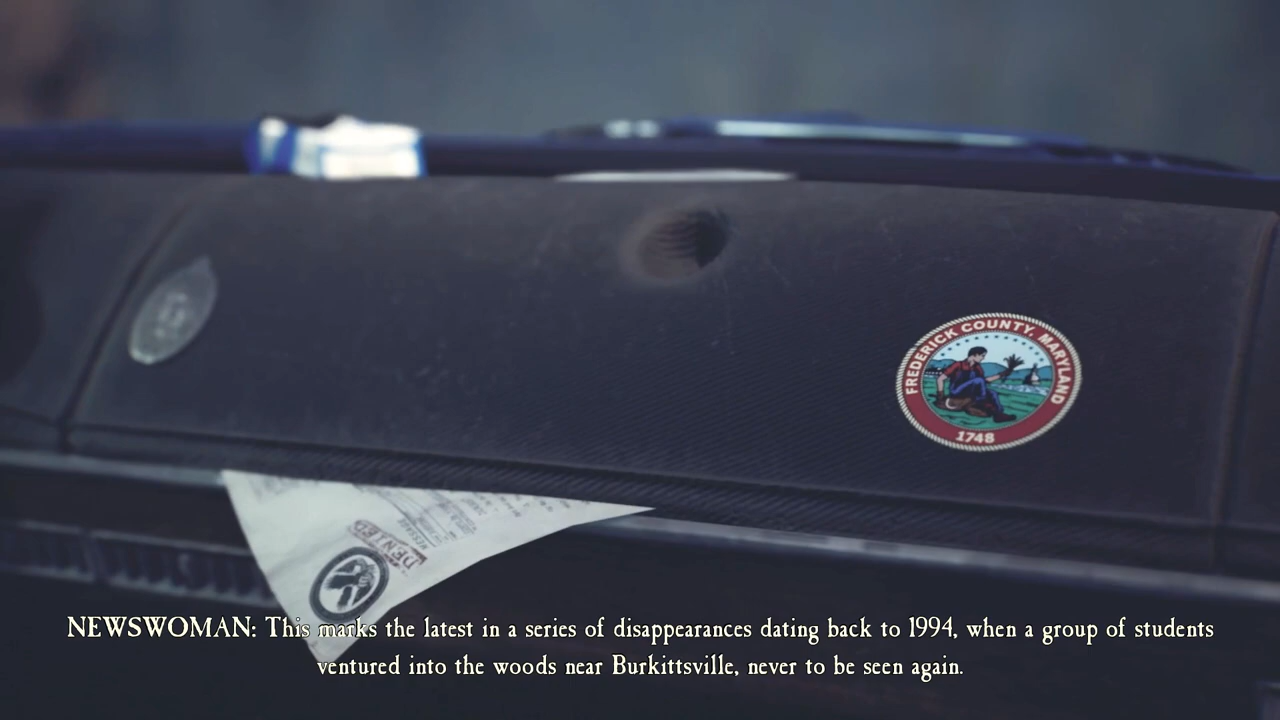 FREDERICK COUNTY, MARYLAND
1748
MESSAGE
DENIED
NEWSWOMAN: This marks the latest in a series of disappearances dating back to 1994, when a group of students
ventured into the woods near Burkittsville, never to be seen again.